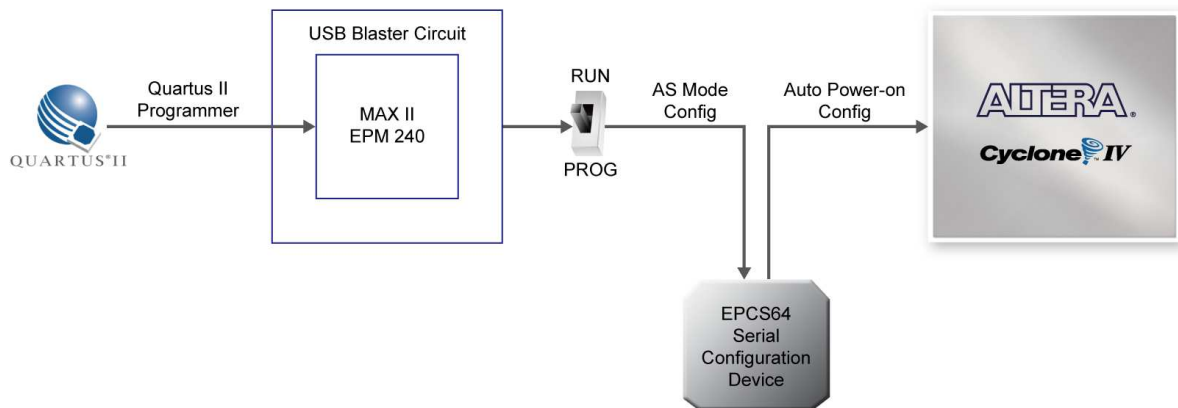 USB Blaster Circuit
Quartus II
Programmer
QUARTUS®II
MAX II
EPM 240
RUN
PROG
AS Mode
Config
Auto Power-on
Config
ALTERA®
Cyclone™ IV
EPCS64
Serial
Configuration
Device